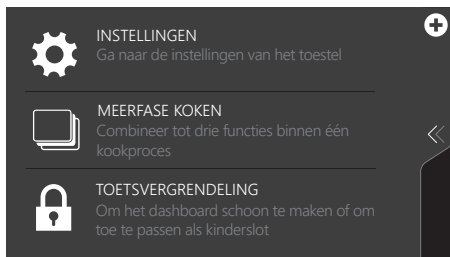 INSTELLINGEN
Ga naar de instellingen van het toestel
MEERFASE KOKEN
Combineer tot drie functies binnen één
kookproces
TOETSVERGRENDELING
Om het dashboard schoon te maken of om
toe te passen als kinderslot